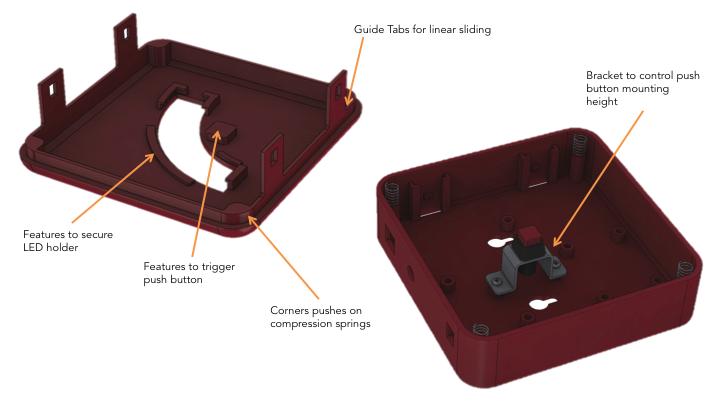 Guide Tabs for linear sliding
Bracket to control push
button mounting
height
Features to secure
LED holder
Features to trigger
push button
Corners pushes on
compression springs